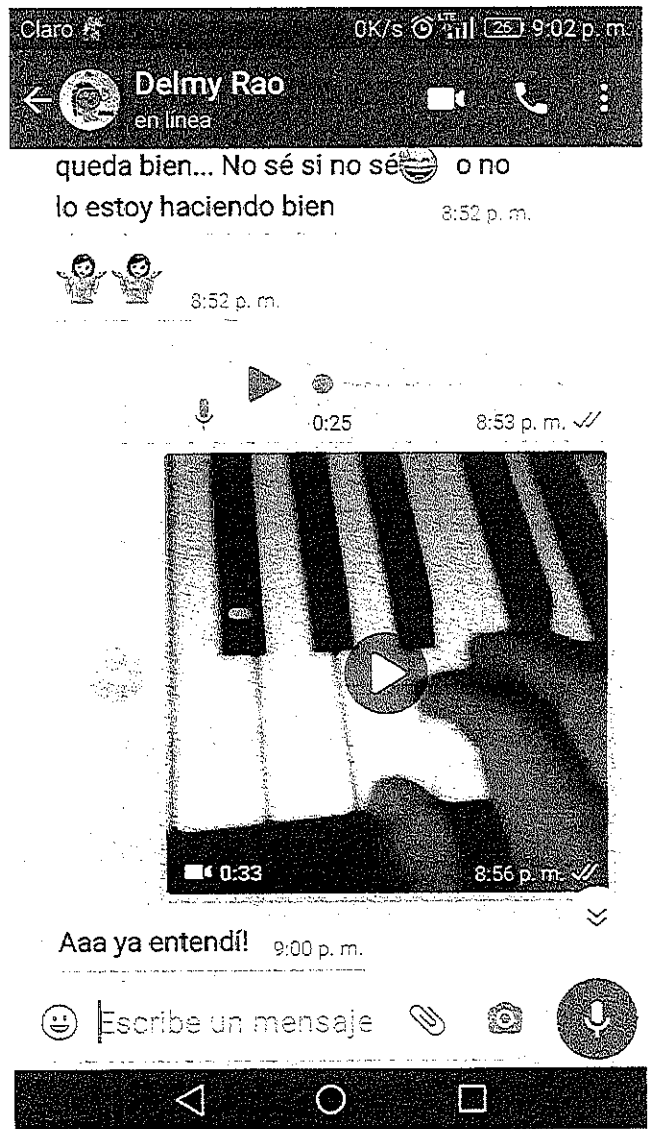 Claro 0K/s LTE 26 9:02 p. m.
Delmy Rao
en línea
queda bien... No sé si no sé o no
lo estoy haciendo bien 8:52 p. m.
8:52 p. m.
0:25 8:53 p. m.
0:33 8:56 p. m.
Aaa ya entendí! 9:00 p. m.
Escribe un mensaje